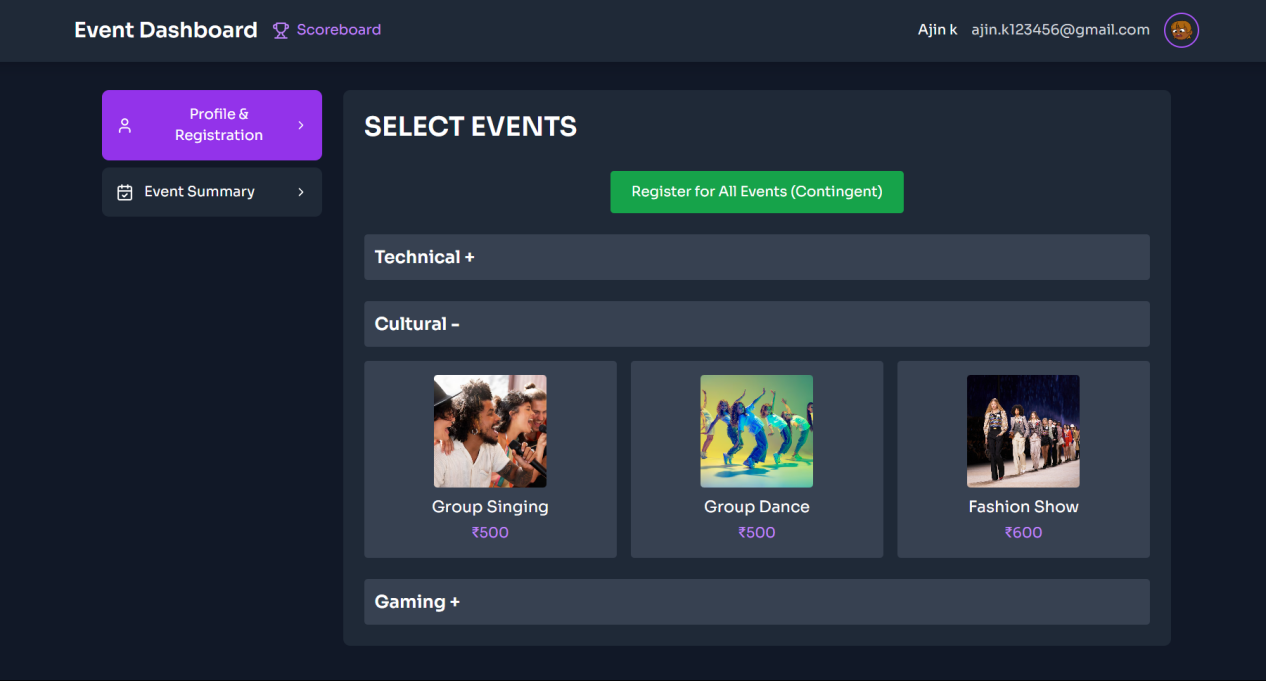 Event Dashboard
Scoreboard
Ajin k
ajin.k123456@gmail.com
Profile &
Registration
Event Summary
SELECT EVENTS
Register for All Events (Contingent)
Technical +
Cultural -
Group Singing
₹500
Group Dance
₹500
Fashion Show
₹600
Gaming +